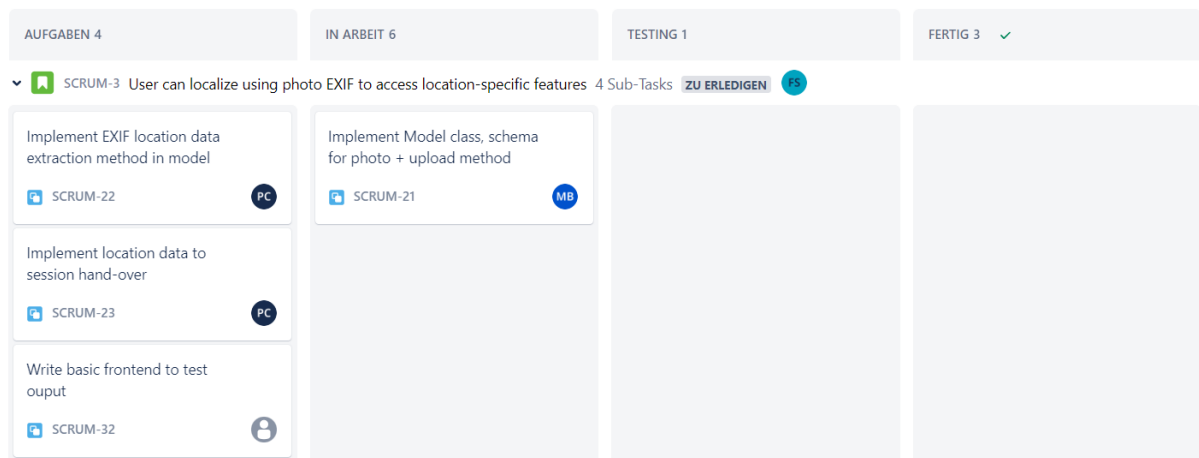 AUFGABEN 4
IN ARBEIT 6
TESTING 1
FERTIG 3
SCRUM-3 User can localize using photo EXIF to access location-specific features 4 Sub-Tasks ZU ERLEDIGEN FS
Implement EXIF location data
extraction method in model
SCRUM-22 PC
Implement location data to
session hand-over
SCRUM-23 PC
Write basic frontend to test
ouput
SCRUM-32
Implement Model class, schema
for photo + upload method
SCRUM-21 MB